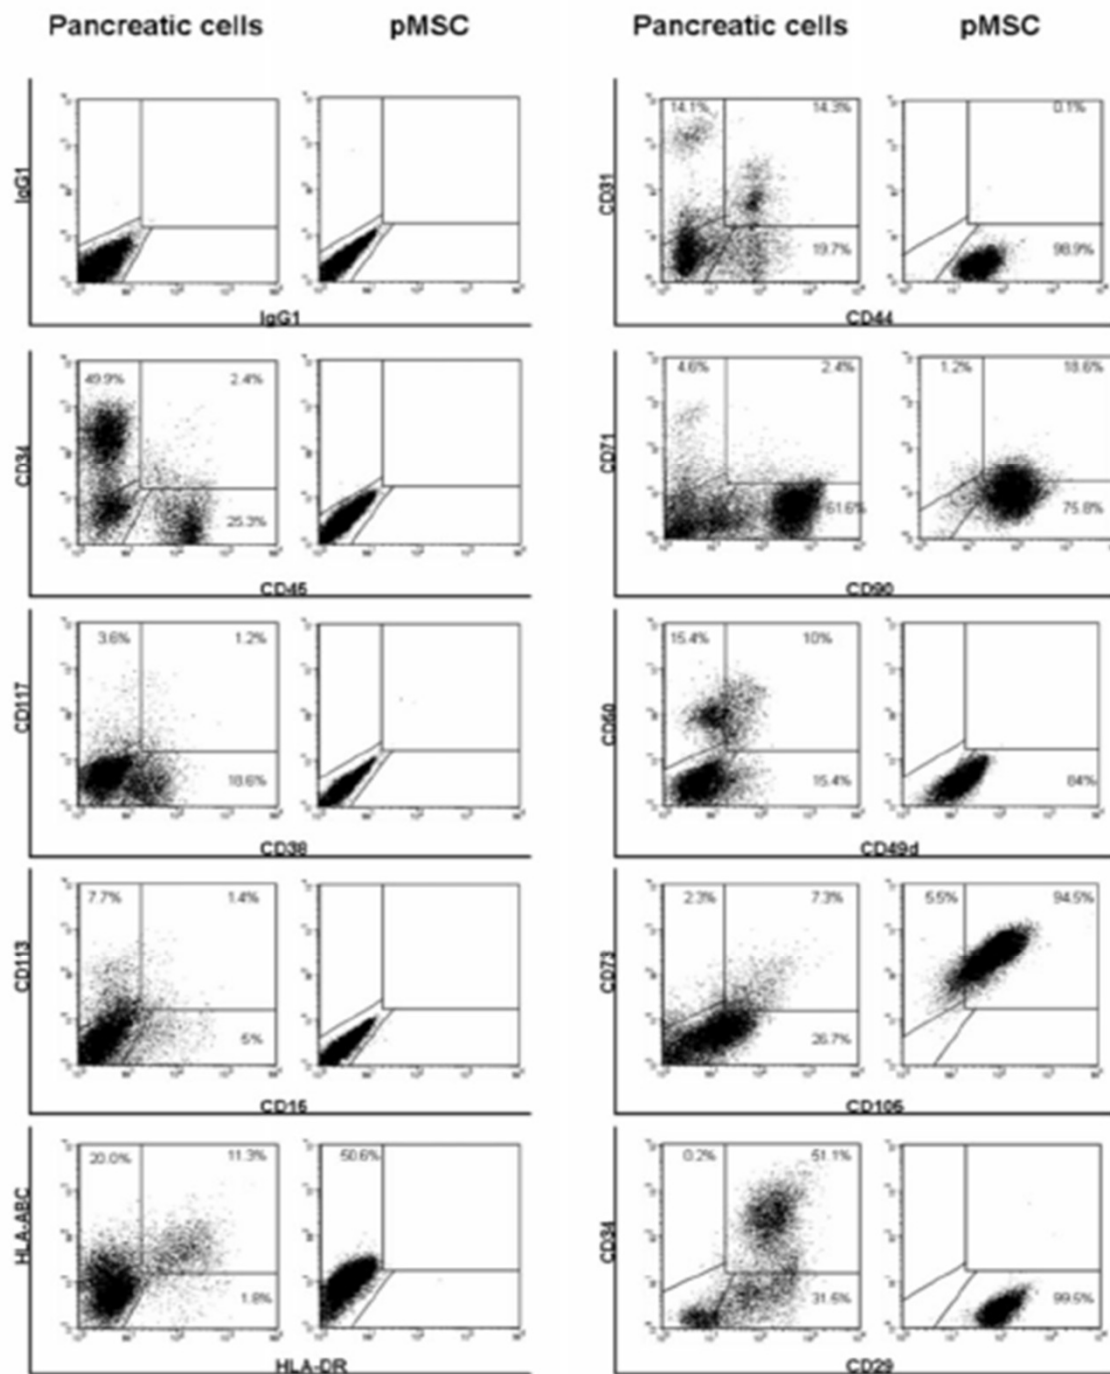 Pancreatic cells pMSC Pancreatic cells pMSC
IgG1
IgG1
14.1% 14.3% 0.1%
CD31
19.7% 98.9%
CD44
49.9% 2.4%
CD34
25.3%
CD45
4.6% 2.4% 1.2% 18.6%
CD71
61.6% 75.8%
CD90
3.6% 1.2%
CD117
18.6%
CD38
15.4% 10%
CD50
15.4% 84%
CD49d
7.7% 1.4%
CD113
5%
CD15
2.3% 7.3% 5.5% 94.5%
CD73
26.7%
CD105
20.0% 11.3% 50.6%
HLA-ABC
1.8%
HLA-DR
0.2% 51.1%
CD34
31.6% 99.5%
CD29